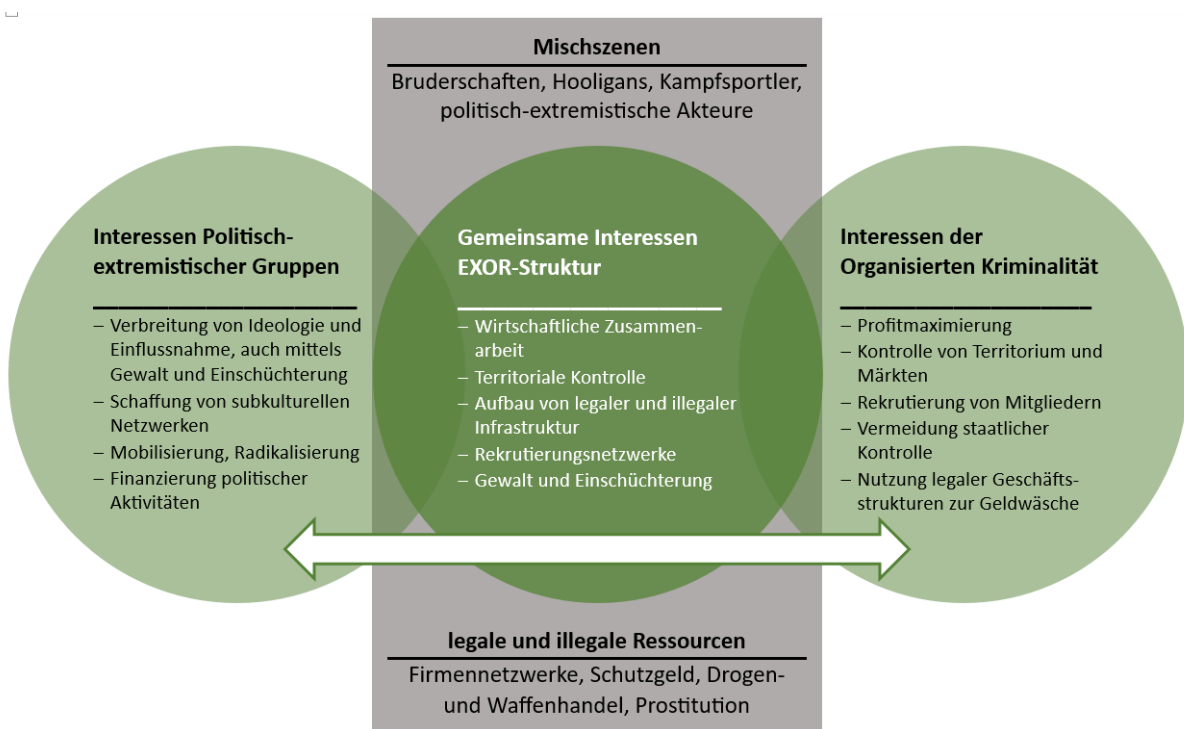 Mischszenen
Bruderschaften, Hooligans, Kampfsportler,
politisch-extremistische Akteure
Interessen Politisch-
extremistischer Gruppen
– Verbreitung von Ideologie und
Einflussnahme, auch mittels
Gewalt und Einschüchterung
– Schaffung von subkulturellen
Netzwerken
– Mobilisierung, Radikalisierung
– Finanzierung politischer
Aktivitäten
Gemeinsame Interessen
EXOR-Struktur
– Wirtschaftliche Zusammen-
arbeit
– Territoriale Kontrolle
– Aufbau von legaler und illegaler
Infrastruktur
– Rekrutierungsnetzwerke
– Gewalt und Einschüchterung
Interessen der
Organisierten Kriminalität
– Profitmaximierung
– Kontrolle von Territorium und
Märkten
– Rekrutierung von Mitgliedern
– Vermeidung staatlicher
Kontrolle
– Nutzung legaler Geschäfts-
strukturen zur Geldwäsche
legale und illegale Ressourcen
Firmennetzwerke, Schutzgeld, Drogen-
und Waffenhandel, Prostitution